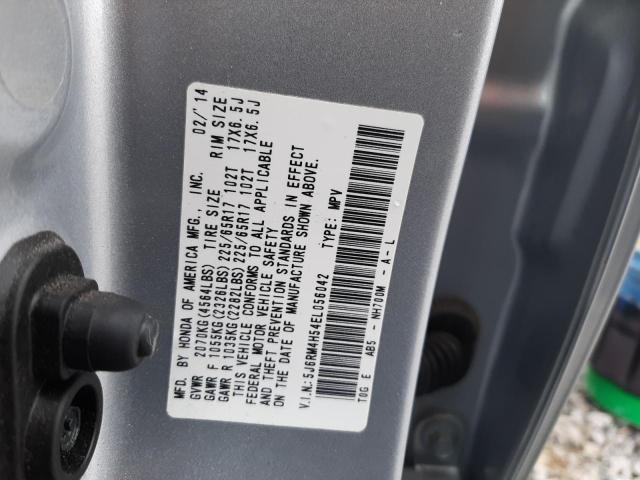 MFD. BY HONDA OF AMERICA MFG., INC. 02/'14
GVWR 2070KG(4564LBS) TIRE SIZE RIM SIZE
GAWR F 1055KG(2326LBS) 225/65R17 102T 17X6.5J
GAWR R 1035KG(2282LBS) 225/65R17 102T 17X6.5J
THIS VEHICLE CONFORMS TO ALL APPLICABLE
FEDERAL MOTOR VEHICLE SAFETY
AND THEFT PREVENTION STANDARDS IN EFFECT
ON THE DATE OF MANUFACTURE SHOWN ABOVE.
V.I.N.:5J6RM4H54EL056042 TYPE: MPV
T0G E AB5 - NH700M - A - L